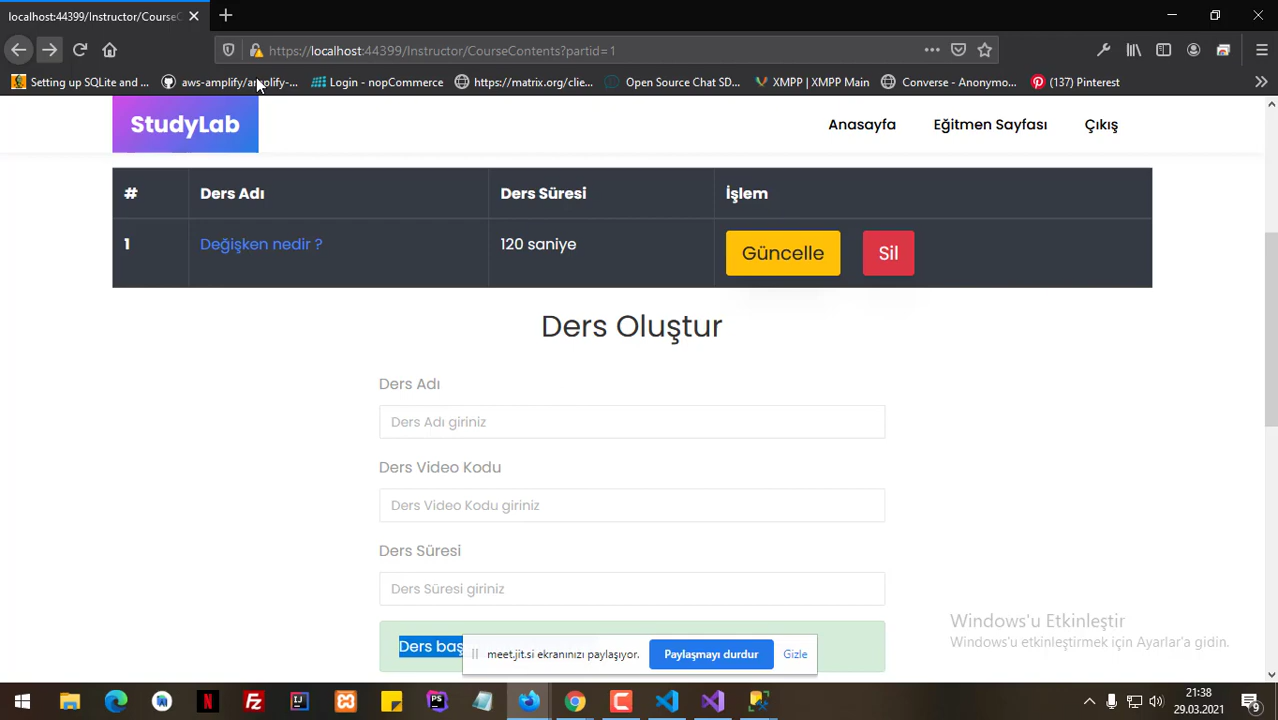 localhost:44399/Instructor/CourseC
https://localhost:44399/Instructor/CourseContents?partid=1
Setting up SQLite and ...
aws-amplify/amplify-...
Login - nopCommerce
https://matrix.org/clie...
Open Source Chat SD...
XMPP | XMPP Main
Converse - Anonymo...
(137) Pinterest
StudyLab
Anasayfa
Eğitmen Sayfası
Çıkış
# Ders Adı Ders Süresi İşlem
1 Değişken nedir ? 120 saniye Güncelle Sil
Ders Oluştur
Ders Adı
Ders Adı giriniz
Ders Video Kodu
Ders Video Kodu giriniz
Ders Süresi
Ders Süresi giriniz
Windows'u Etkinleştir
Windows'u etkinleştirmek için Ayarlar'a gidin.
Ders baş
meet.jit.si ekranınızı paylaşıyor.
Paylaşmayı durdur
Gizle
21:38
29.03.2021